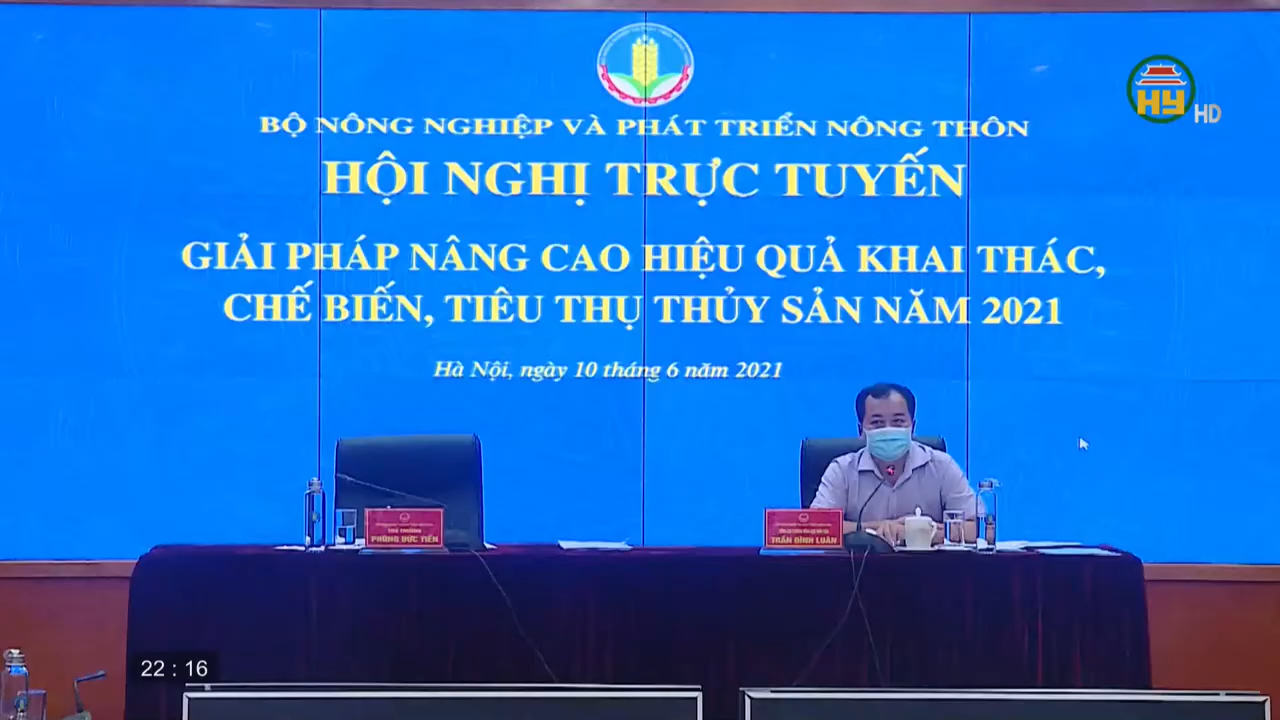 HY HD
BỘ NÔNG NGHIỆP VÀ PHÁT TRIỂN NÔNG THÔN
HỘI NGHỊ TRỰC TUYẾN
GIẢI PHÁP NÂNG CAO HIỆU QUẢ KHAI THÁC,
CHẾ BIẾN, TIÊU THỤ THỦY SẢN NĂM 2021
Hà Nội, ngày 10 tháng 6 năm 2021
THỨ TRƯỞNG
PHÙNG ĐỨC TIẾN
TRẦN ĐÌNH LUÂN
22 : 16